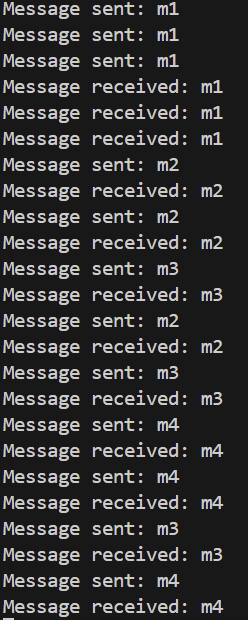 Message sent: m1
Message sent: m1
Message sent: m1
Message received: m1
Message received: m1
Message received: m1
Message sent: m2
Message received: m2
Message sent: m2
Message received: m2
Message sent: m3
Message received: m3
Message sent: m2
Message received: m2
Message sent: m3
Message received: m3
Message sent: m4
Message received: m4
Message sent: m4
Message received: m4
Message sent: m3
Message received: m3
Message sent: m4
Message received: m4